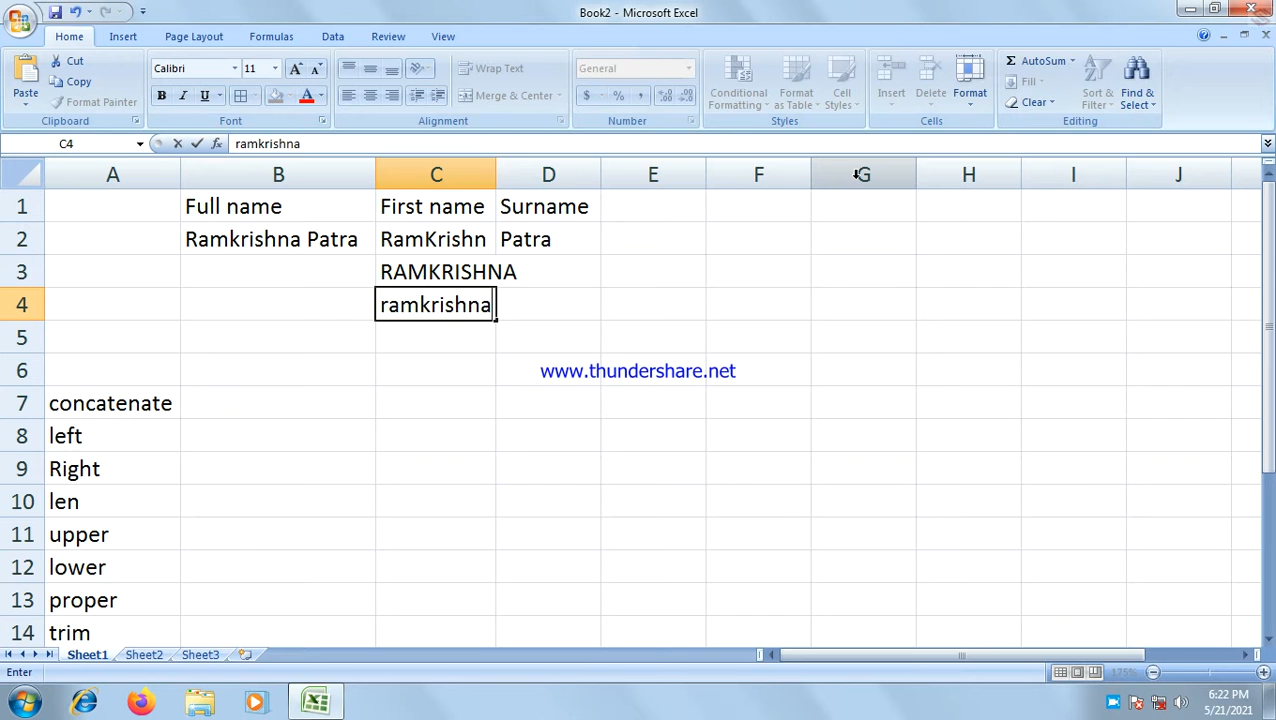 Book2 - Microsoft Excel
Home Insert Page Layout Formulas Data Review View
Paste
Cut
Copy
Format Painter
Clipboard
Calibri 11
B I U
Font
Wrap Text
Merge & Center
Alignment
General
$ % ,
Number
Conditional Formatting
Format as Table
Cell Styles
Styles
Insert
Delete
Format
Cells
AutoSum
Fill
Clear
Sort & Filter
Find & Select
Editing
C4 fx ramkrishna
A B C D E F G H I J
1 Full name First name Surname
2 Ramkrishna Patra RamKrishn Patra
3 RAMKRISHNA
4 ramkrishna
5
6
www.thundershare.net
7 concatenate
8 left
9 Right
10 len
11 upper
12 lower
13 proper
14 trim
Sheet1 Sheet2 Sheet3
Enter 175%
6:22 PM
5/21/2021